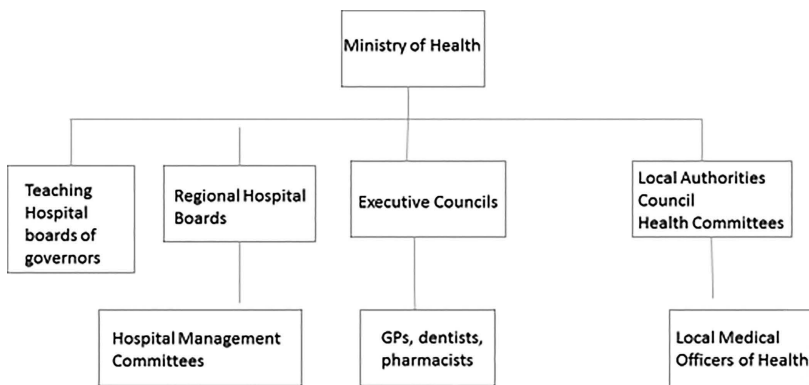 Ministry of Health
Teaching
Hospital
boards of
governors
Regional Hospital
Boards
Executive Councils
Local Authorities
Council
Health Committees
Hospital Management
Committees
GPs, dentists,
pharmacists
Local Medical
Officers of Health